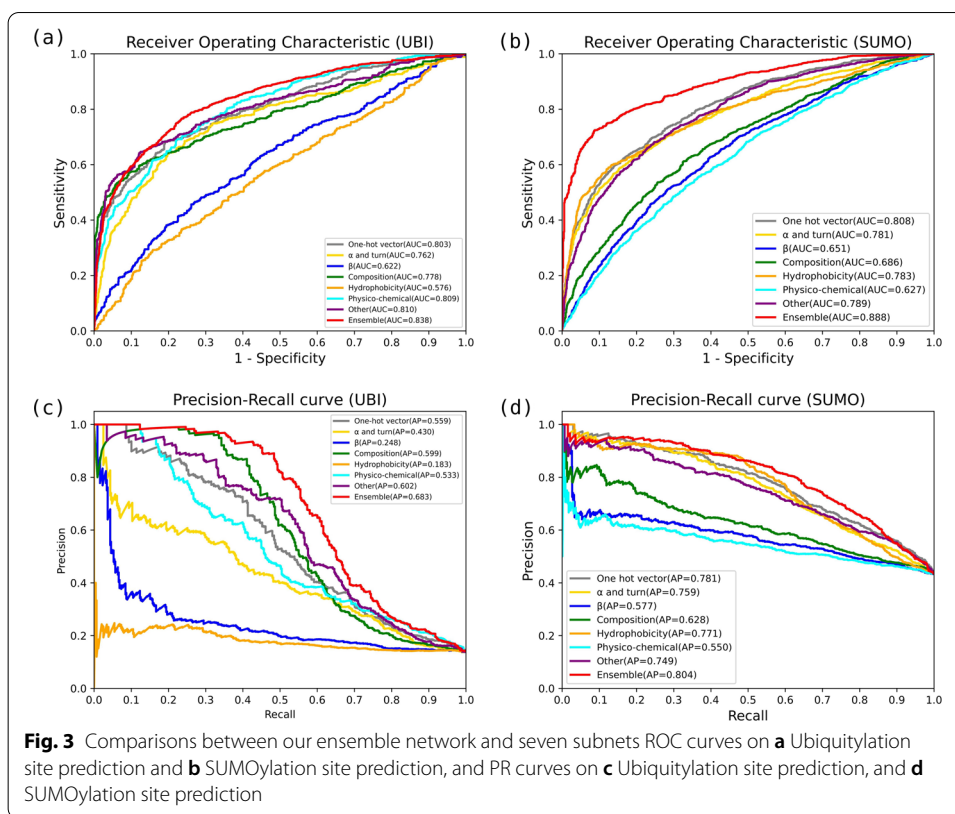 (a) Receiver Operating Characteristic (UBI)
1.0
0.8
0.6
0.4
0.2
0.0
Sensitivity
One-hot vector(AUC=0.803)
α and turn(AUC=0.762)
β(AUC=0.622)
Composition(AUC=0.778)
Hydrophobicity(AUC=0.576)
Physico-chemical(AUC=0.809)
Other(AUC=0.810)
Ensemble(AUC=0.838)
0.0 0.1 0.2 0.3 0.4 0.5 0.6 0.7 0.8 0.9 1.0
1 - Specificity
(b) Receiver Operating Characteristic (SUMO)
1.0
0.8
0.6
0.4
0.2
0.0
Sensitivity
One hot vector(AUC=0.808)
α and turn(AUC=0.781)
β(AUC=0.651)
Composition(AUC=0.686)
Hydrophobicity(AUC=0.783)
Physico-chemical(AUC=0.627)
Other(AUC=0.789)
Ensemble(AUC=0.888)
0.0 0.1 0.2 0.3 0.4 0.5 0.6 0.7 0.8 0.9 1.0
1 - Specificity
(c) Precision-Recall curve (UBI)
1.0
0.8
0.6
0.4
0.2
0.0
Precision
One-hot vector(AP=0.559)
α and turn(AP=0.430)
β(AP=0.248)
Composition(AP=0.599)
Hydrophobicity(AP=0.183)
Physico-chemical(AP=0.533)
Other(AP=0.602)
Ensemble(AP=0.683)
0.0 0.1 0.2 0.3 0.4 0.5 0.6 0.7 0.8 0.9 1.0
Recall
(d) Precision-Recall curve (SUMO)
1.0
0.8
0.6
0.4
0.2
0.0
Precision
One hot vector(AP=0.781)
α and turn(AP=0.759)
β(AP=0.577)
Composition(AP=0.628)
Hydrophobicity(AP=0.771)
Physico-chemical(AP=0.550)
Other(AP=0.749)
Ensemble(AP=0.804)
0.0 0.1 0.2 0.3 0.4 0.5 0.6 0.7 0.8 0.9 1.0
Recall
Fig. 3 Comparisons between our ensemble network and seven subnets ROC curves on a Ubiquitylation
site prediction and b SUMOylation site prediction, and PR curves on c Ubiquitylation site prediction, and d
SUMOylation site prediction